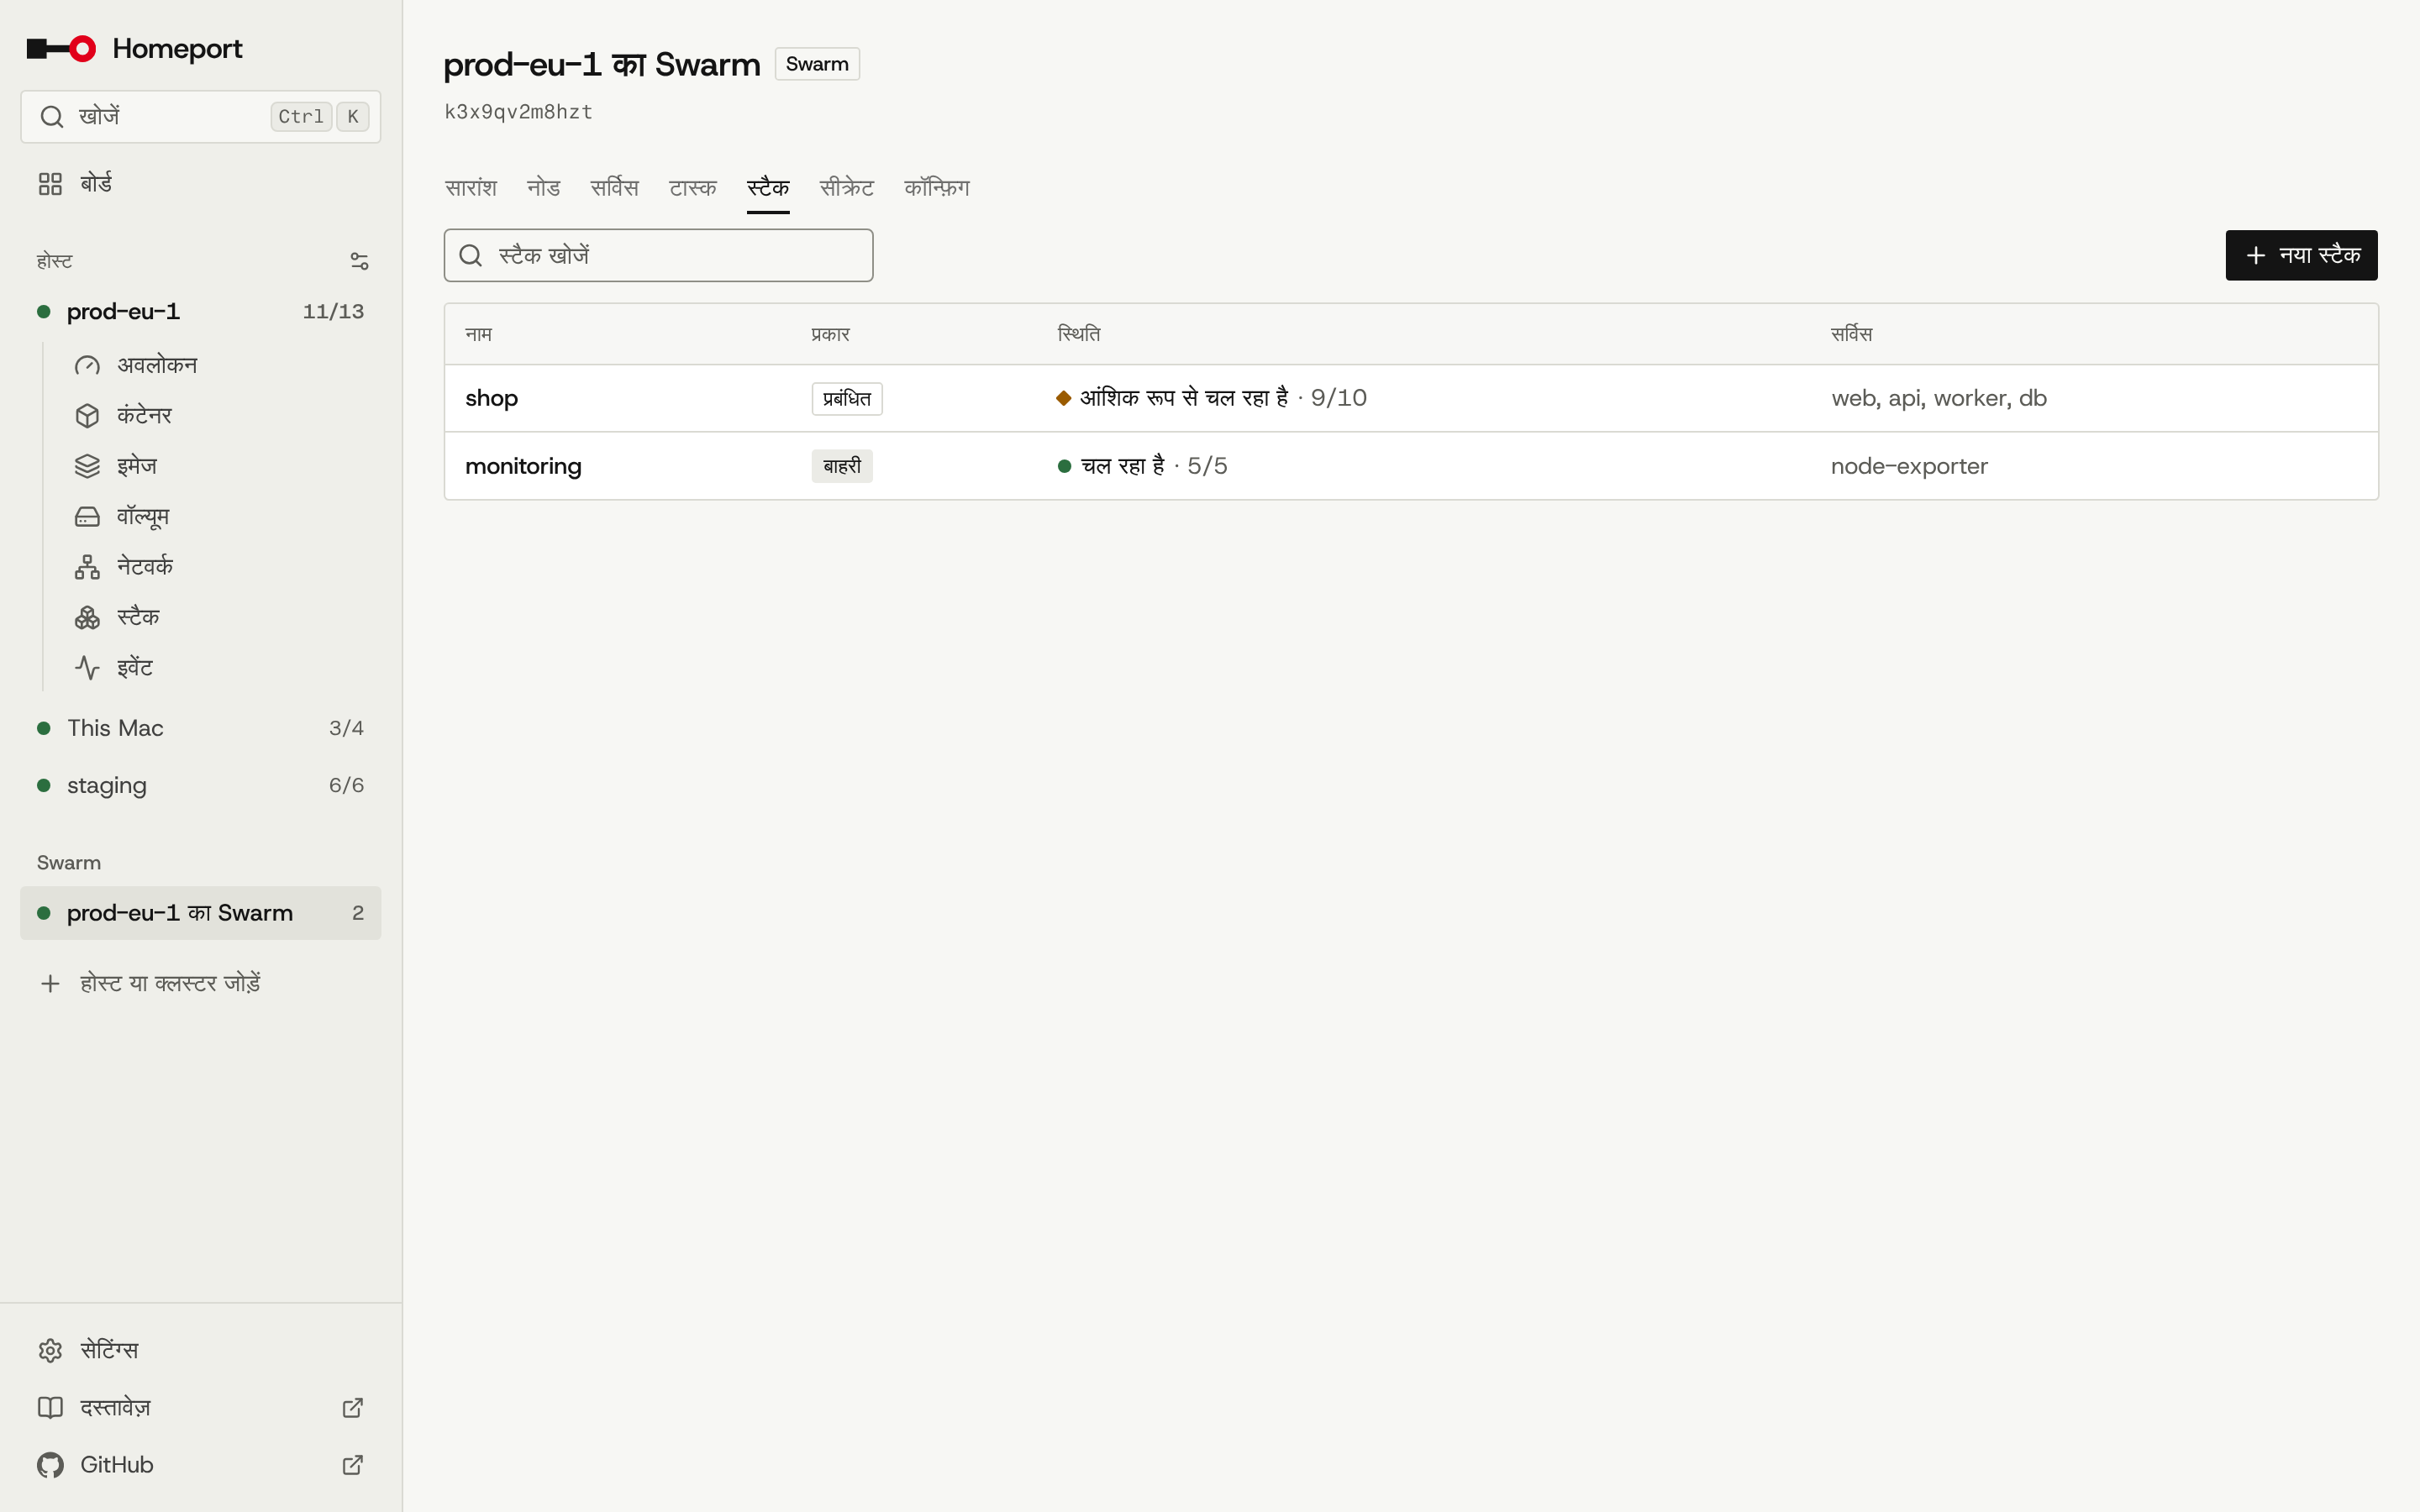 Homeport
खोजें Ctrl K
बोर्ड
होस्ट
prod-eu-1 11/13
अवलोकन
कंटेनर
इमेज
वॉल्यूम
नेटवर्क
स्टैक
इवेंट
This Mac 3/4
staging 6/6
Swarm
prod-eu-1 का Swarm 2
होस्ट या क्लस्टर जोड़ें
सेटिंग्स
दस्तावेज़
GitHub
prod-eu-1 का Swarm Swarm
k3x9qv2m8hzt
सारांश नोड सर्विस टास्क स्टैक सीक्रेट कॉन्फ़िग
स्टैक खोजें नया स्टैक
नाम प्रकार स्थिति सर्विस
shop प्रबंधित आंशिक रूप से चल रहा है · 9/10 web, api, worker, db
monitoring बाहरी चल रहा है · 5/5 node-exporter